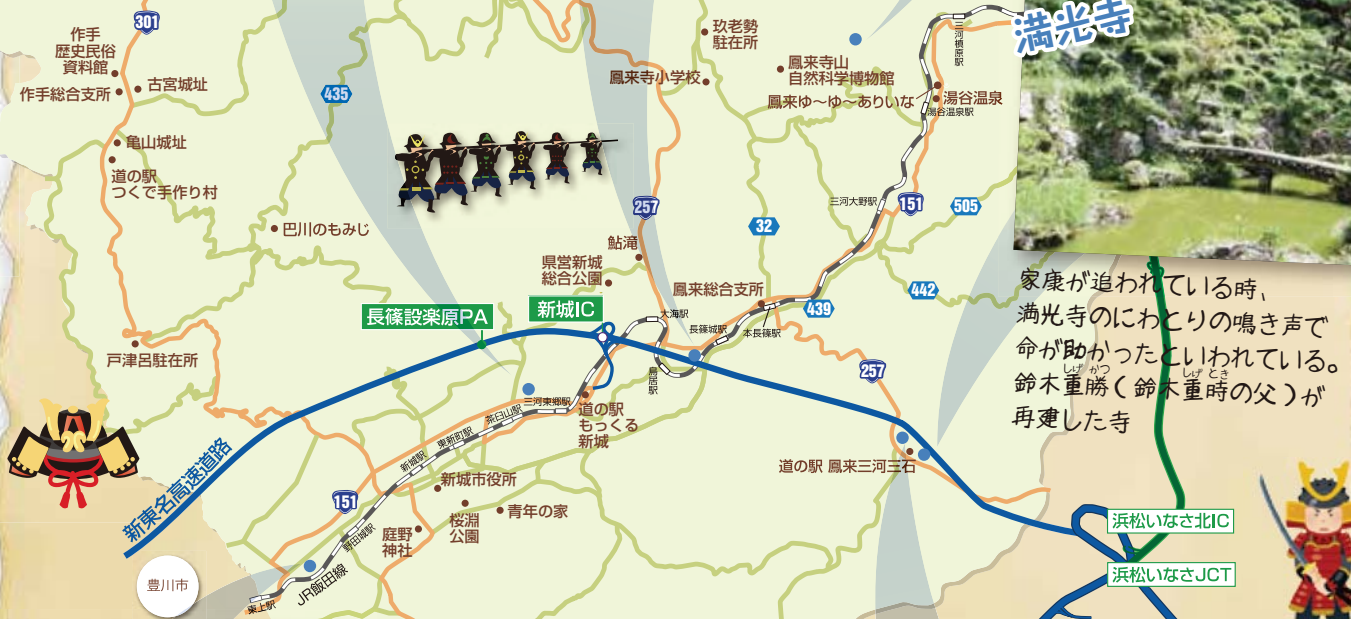 301
作手
歴史民俗
資料館
古宮城址
作手総合支所
亀山城址
道の駅
つくで手作り村
435
巴川のもみじ
戸津呂駐在所
玖老勢
駐在所
鳳来寺小学校
鳳来寺山
自然科学博物館
鳳来ゆ～ゆ～ありいな
湯谷温泉
湯谷温泉駅
三河槙原駅
満光寺
257
32
三河大野駅
151
505
鮎滝
県営新城
総合公園
鳳来総合支所
442
439
長篠設楽原PA
新城IC
大海駅
長篠城駅
本長篠駅
鳥居駅
257
家康が追われている時、
満光寺のにわとりの鳴き声で
命が助かったといわれている。
しげかつ しげとき
鈴木重勝(鈴木重時の父)が
再建した寺
三河東郷駅
道の駅
もっくる
新城
茶臼山駅
東新町駅
新城駅
道の駅 鳳来三河三石
新城市役所
新東名高速道路
151
桜淵
公園
青年の家
庭野
神社
野田城駅
JR飯田線
東上駅
豊川市
浜松いなさ北IC
浜松いなさJCT